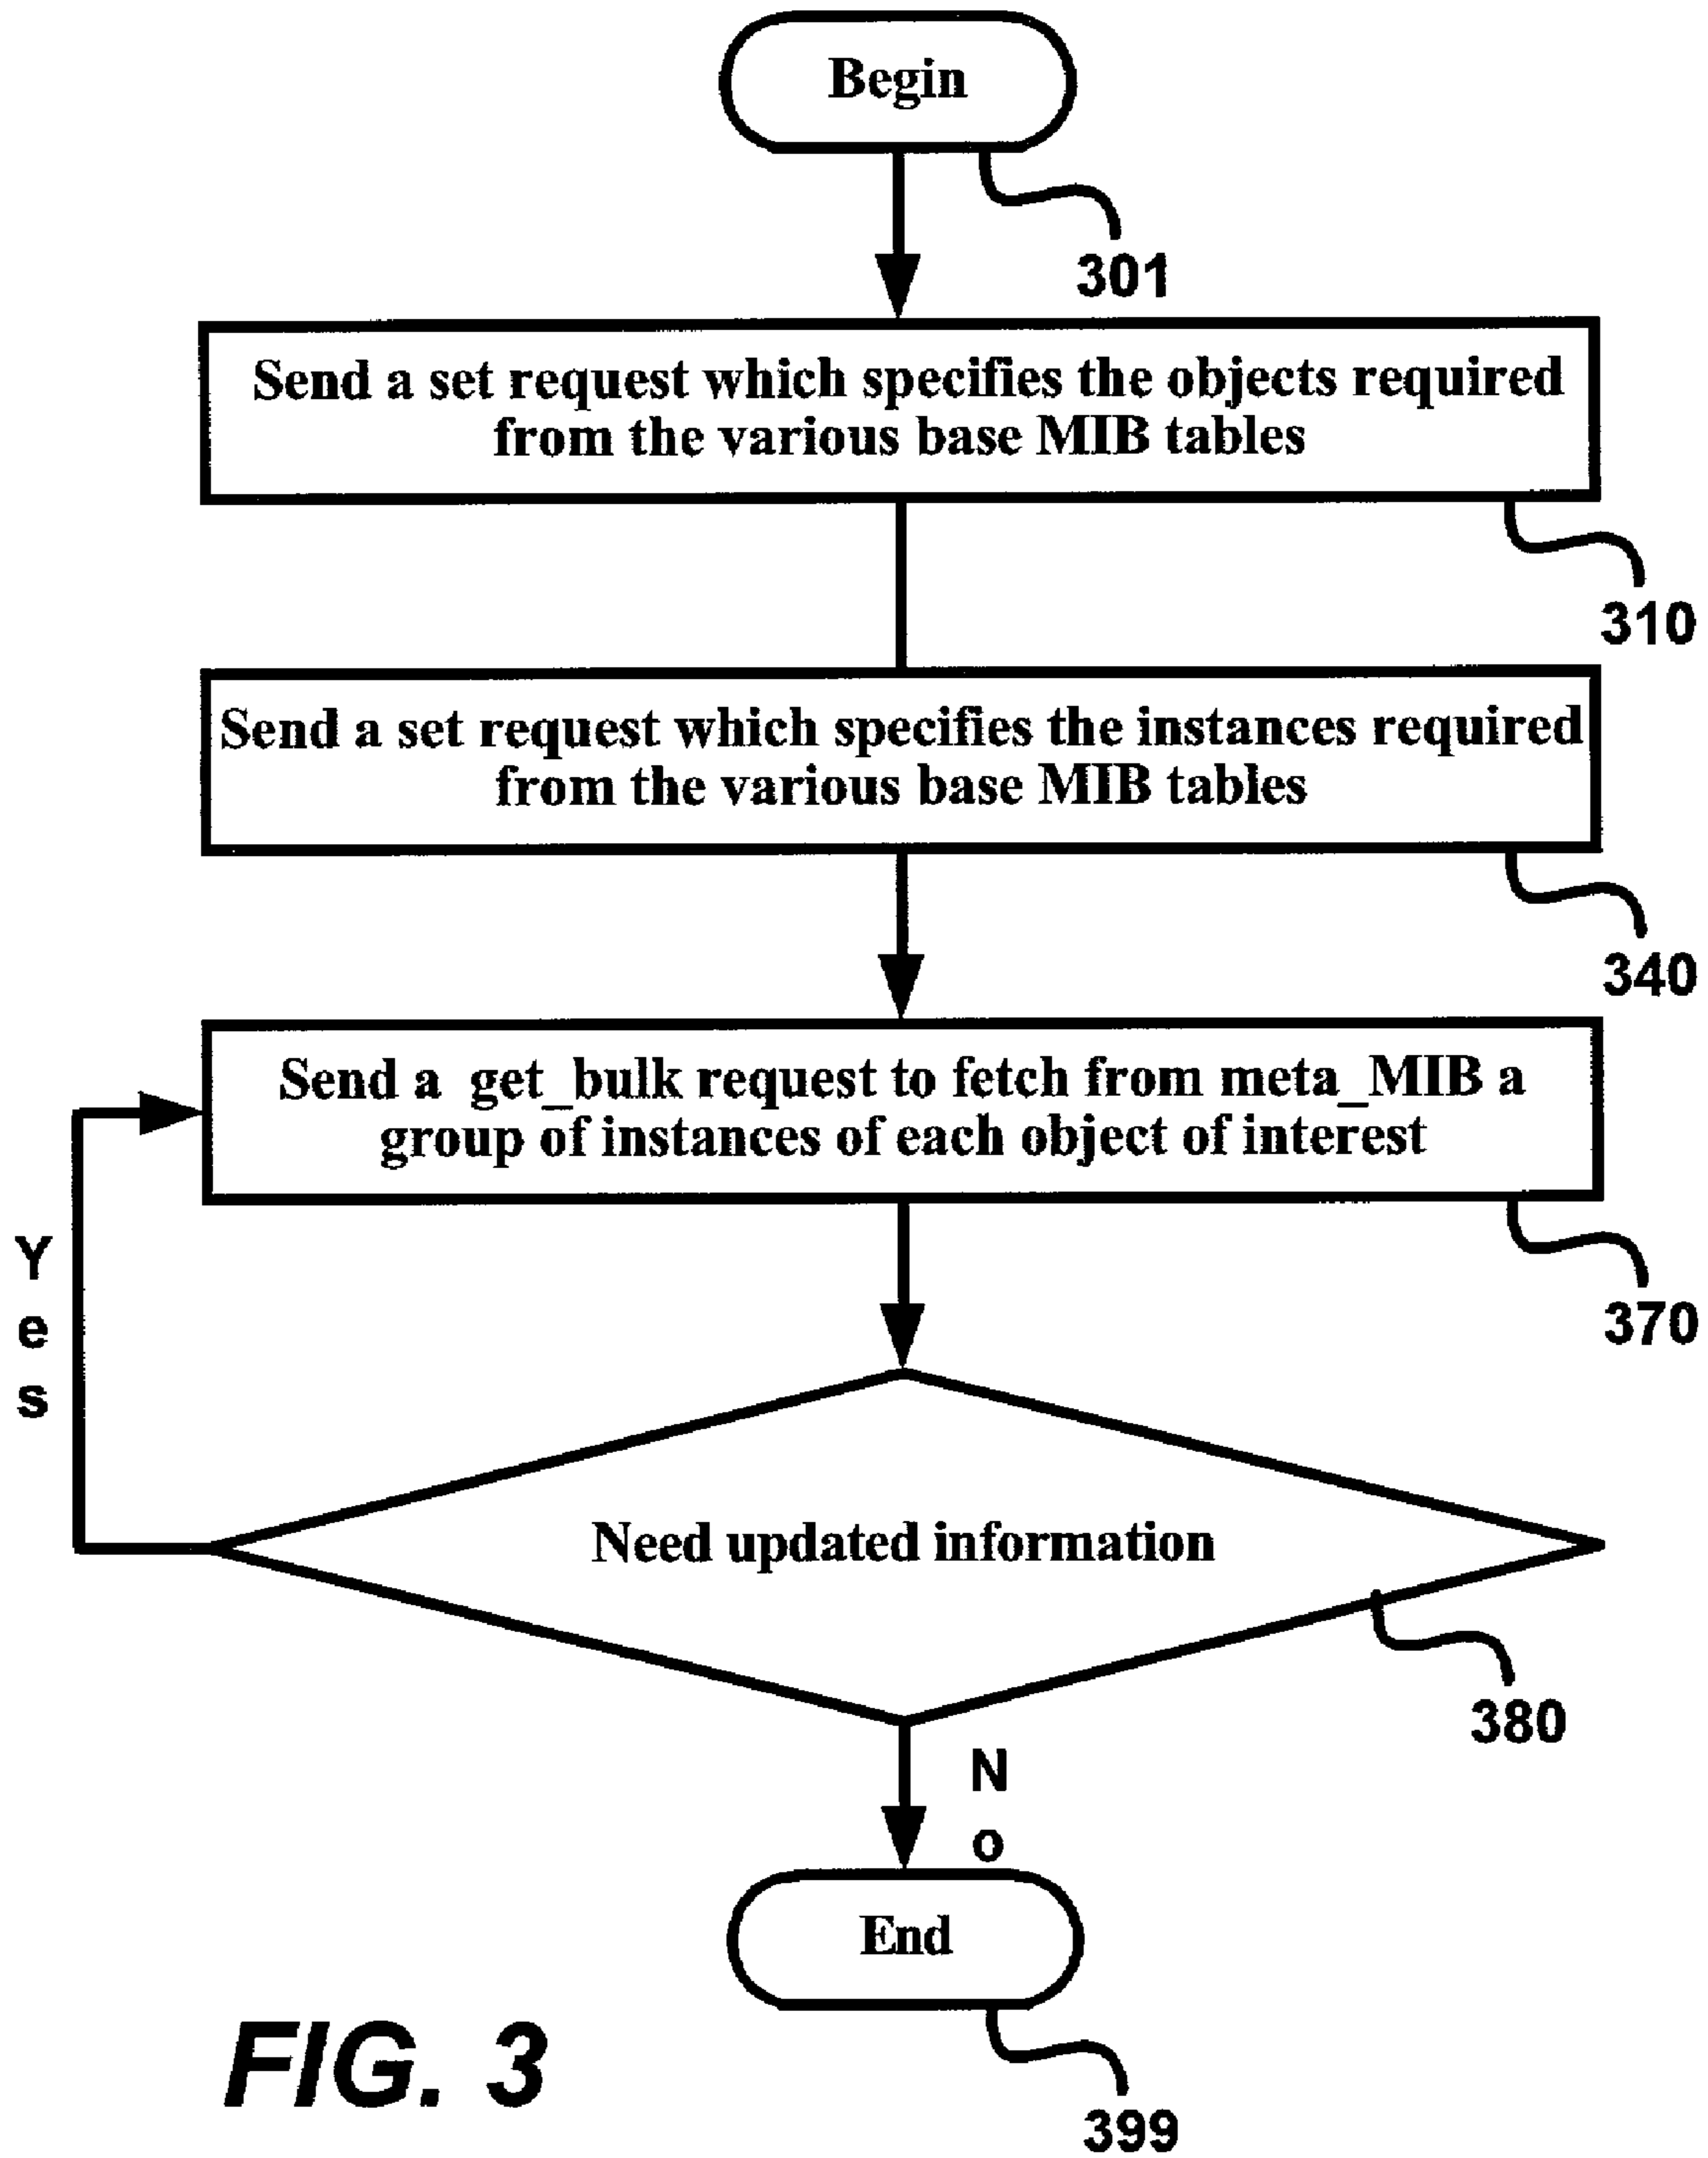 Begin
301
Send a set request which specifies the objects required
from the various base MIB tables
310
Send a set request which specifies the instances required
from the various base MIB tables
340
Send a get_bulk request to fetch from meta_MIB a
group of instances of each object of interest
370
Yes
Need updated information
380
No
End
399
FIG. 3